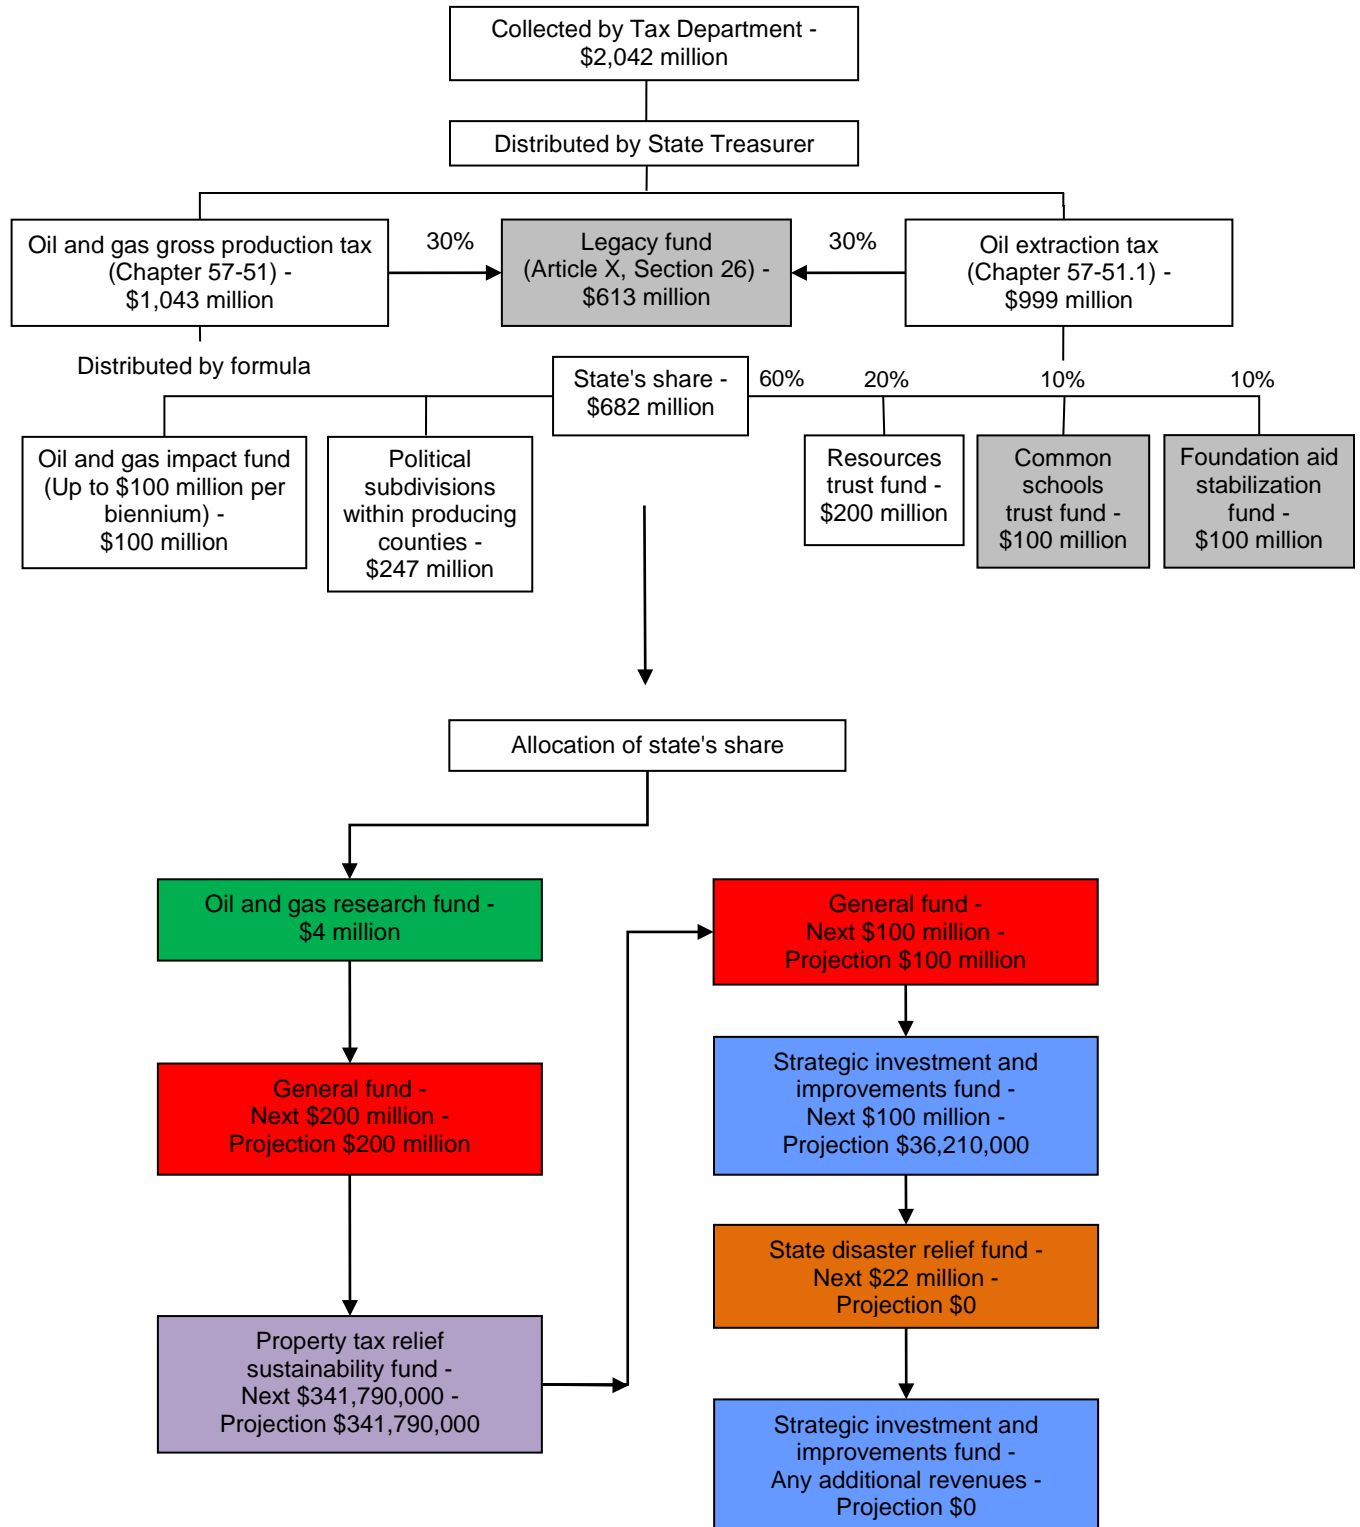 Collected by Tax Department -
$2,042 million
Distributed by State Treasurer
Oil and gas gross production tax
(Chapter 57-51) -
$1,043 million
30%
Legacy fund
(Article X, Section 26) -
$613 million
30%
Oil extraction tax
(Chapter 57-51.1) -
$999 million
Distributed by formula
State's share -
$682 million
60%
20%
10%
10%
Oil and gas impact fund
(Up to $100 million per
biennium) -
$100 million
Political
subdivisions
within producing
counties -
$247 million
Resources
trust fund -
$200 million
Common
schools
trust fund -
$100 million
Foundation aid
stabilization
fund -
$100 million
Allocation of state's share
Oil and gas research fund -
$4 million
General fund -
Next $200 million -
Projection $200 million
Property tax relief
sustainability fund -
Next $341,790,000 -
Projection $341,790,000
General fund -
Next $100 million -
Projection $100 million
Strategic investment and
improvements fund -
Next $100 million -
Projection $36,210,000
State disaster relief fund -
Next $22 million -
Projection $0
Strategic investment and
improvements fund -
Any additional revenues -
Projection $0